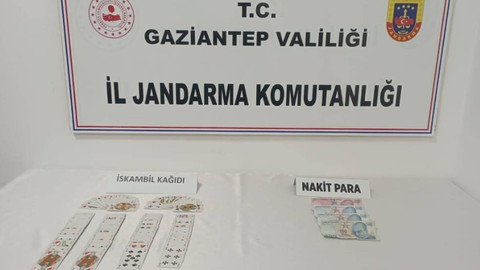 T.C.
GAZİANTEP VALİLİĞİ
İL JANDARMA KOMUTANLIĞI
İSKAMBİL KAĞIDI
NAKİT PARA